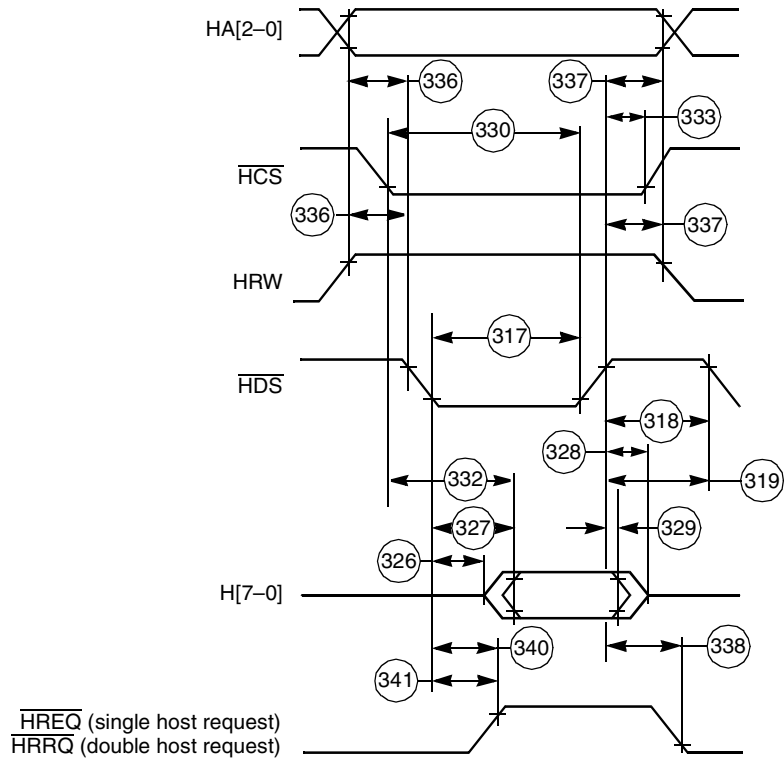 HA[2–0]
336
337
330
333
HCS
336
337
HRW
317
HDS
318
328
332
319
327
329
326
H[7–0]
340
338
341
HREQ (single host request)
HRRQ (double host request)